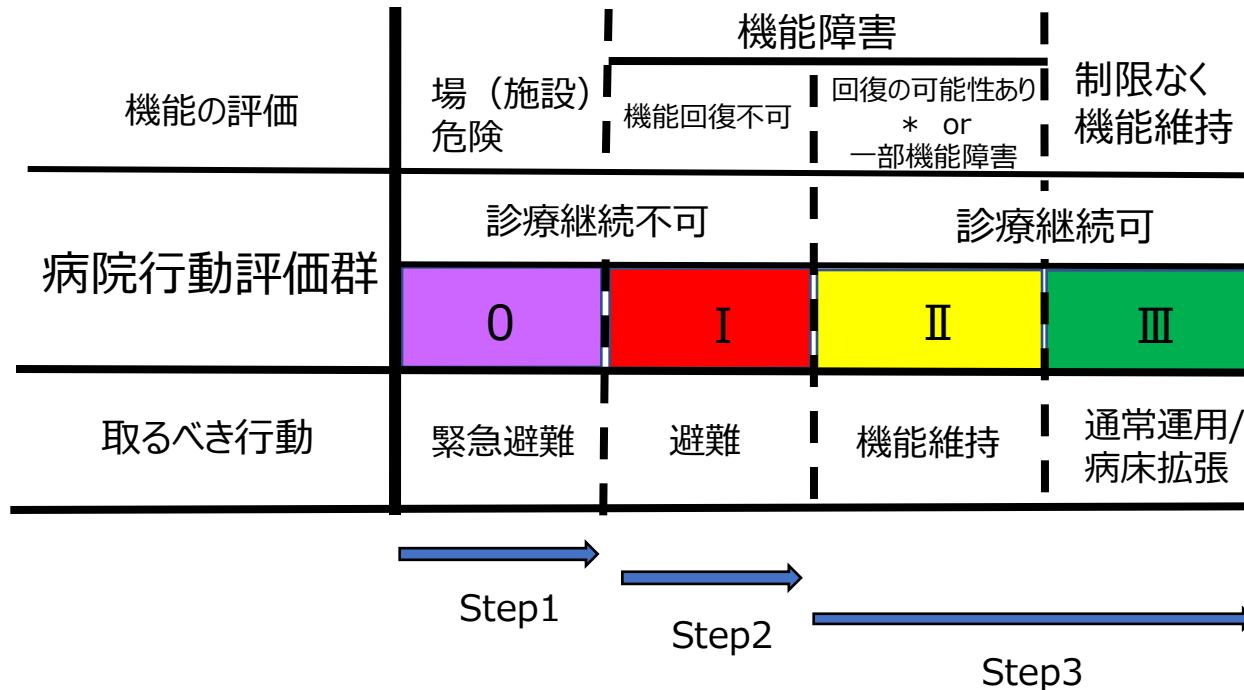 機能障害
機能の評価
場（施設）
危険
機能回復不可
回復の可能性あり
＊ or
一部機能障害
制限なく
機能維持
病院行動評価群
診療継続不可
診療継続可
0
Ⅰ
Ⅱ
Ⅲ
取るべき行動
緊急避難
避難
機能維持
通常運用/
病床拡張
Step1
Step2
Step3